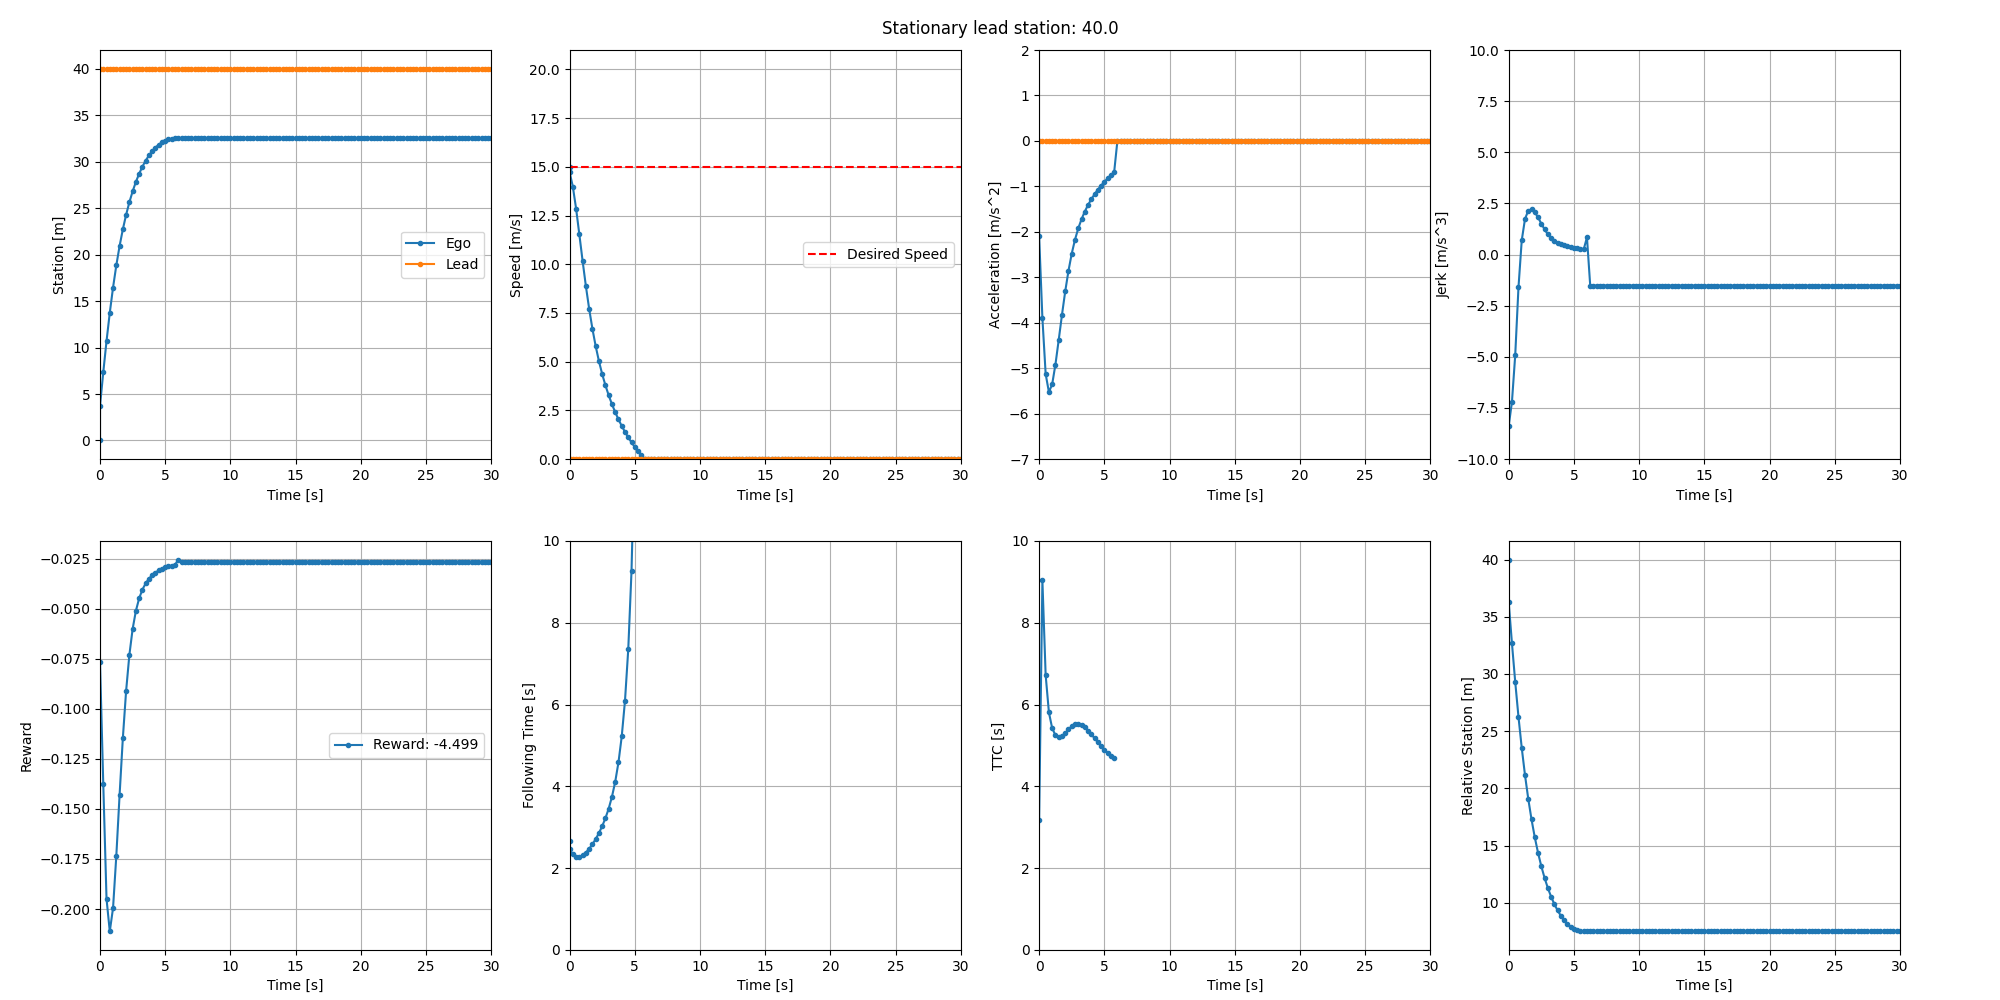 Stationary lead station: 40.0
Station [m]
40
35
30
25
20
15
10
5
0
Ego
Lead
0 5 10 15 20 25 30
Time [s]
Speed [m/s]
20.0
17.5
15.0
12.5
10.0
7.5
5.0
2.5
0.0
Desired Speed
0 5 10 15 20 25 30
Time [s]
Acceleration [m/s^2]
2
1
0
−1
−2
−3
−4
−5
−6
−7
0 5 10 15 20 25 30
Time [s]
Jerk [m/s^3]
10.0
7.5
5.0
2.5
0.0
−2.5
−5.0
−7.5
−10.0
0 5 10 15 20 25 30
Time [s]
Reward
−0.025
−0.050
−0.075
−0.100
−0.125
−0.150
−0.175
−0.200
Reward: -4.499
0 5 10 15 20 25 30
Time [s]
Following Time [s]
10
8
6
4
2
0
0 5 10 15 20 25 30
Time [s]
TTC [s]
10
8
6
4
2
0
0 5 10 15 20 25 30
Time [s]
Relative Station [m]
40
35
30
25
20
15
10
0 5 10 15 20 25 30
Time [s]